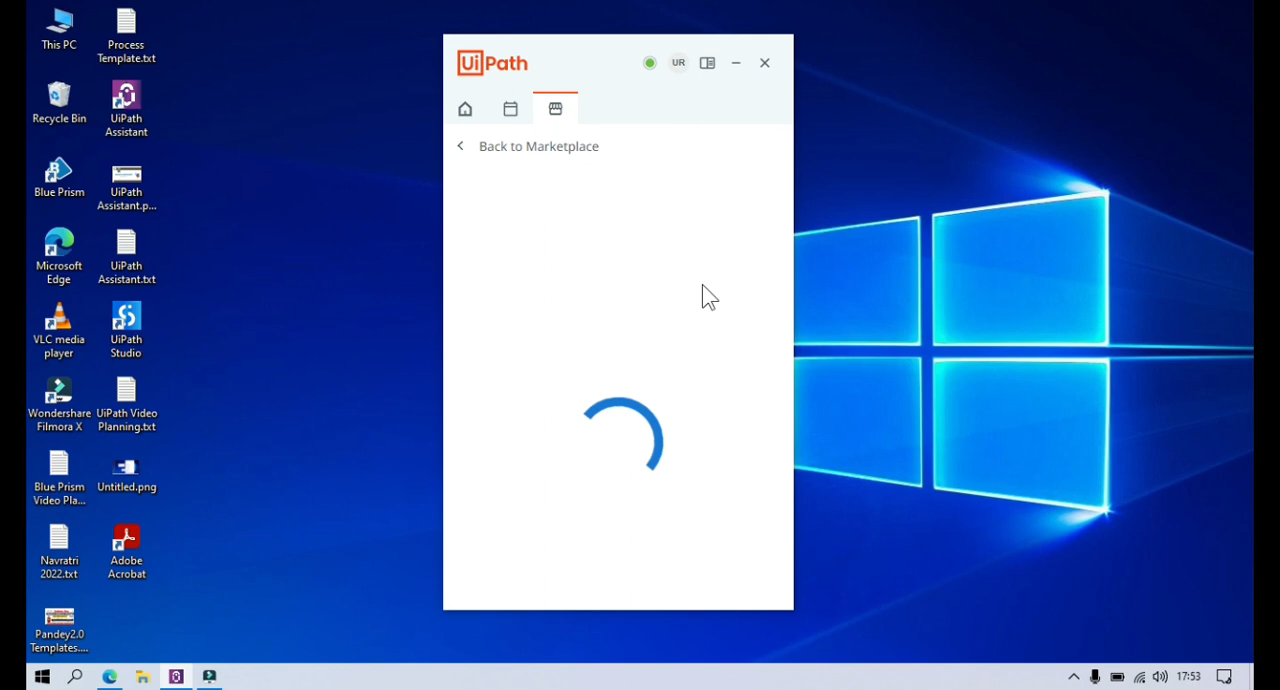 This PC
Process
Template.txt
Recycle Bin
UiPath
Assistant
Blue Prism
UiPath
Assistant.p...
Microsoft
Edge
UiPath
Assistant.txt
VLC media
player
UiPath
Studio
Wondershare
Filmora X
UiPath Video
Planning.txt
Blue Prism
Video Pla...
Untitled.png
Navratri
2022.txt
Adobe
Acrobat
Pandey2.0
Templates....
UiPath
UR
Back to Marketplace
17:53